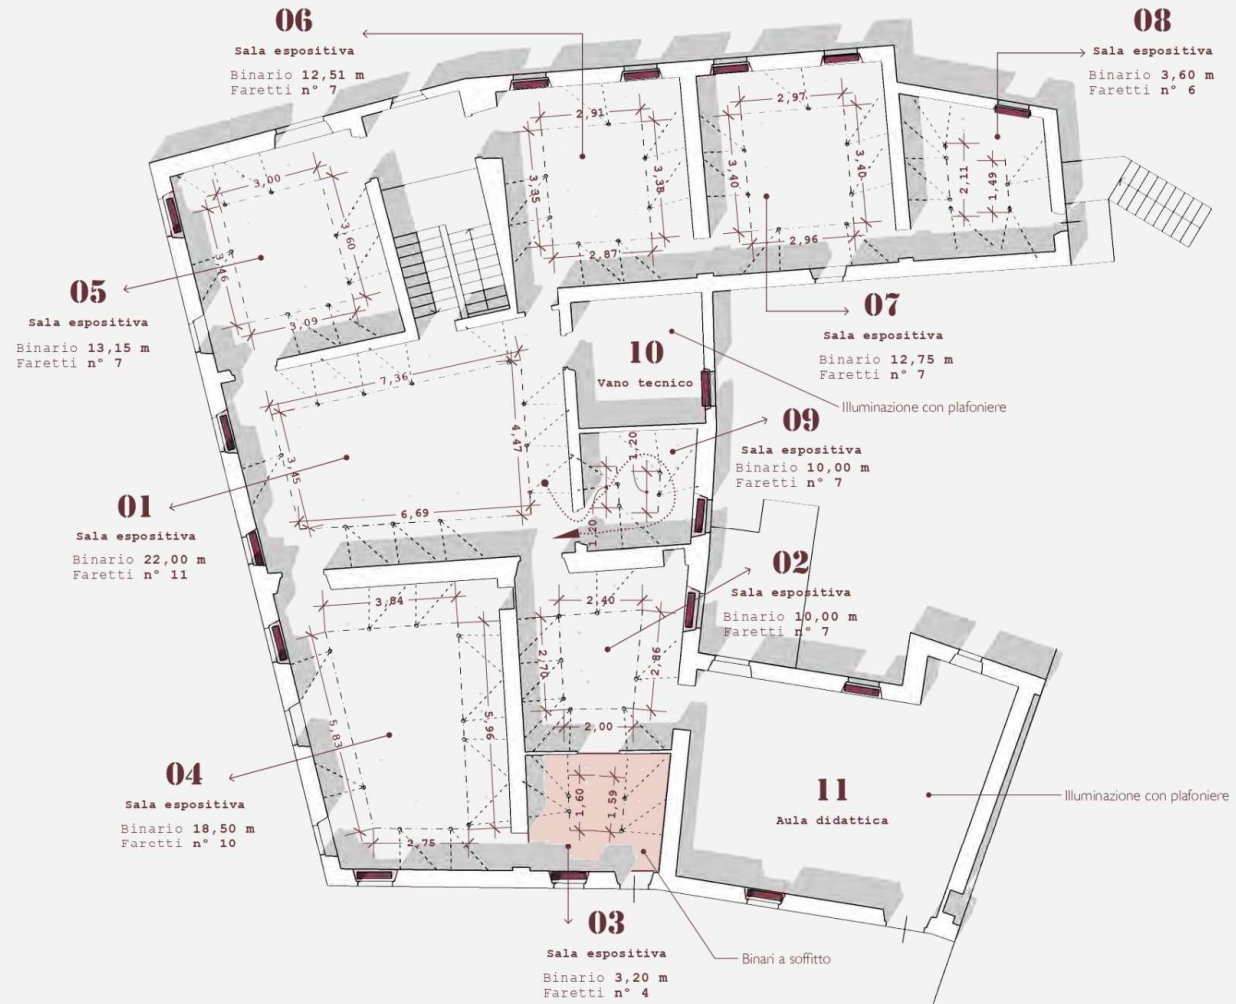 06
Sala espositiva
Binario 12,51 m
Faretti n° 7
08
Sala espositiva
Binario 3,60 m
Faretti n° 6
2,91
3,35
3,38
2,87
2,97
3,40
3,40
2,96
2,11
1,49
3,00
3,60
3,46
3,09
05
Sala espositiva
Binario 13,15 m
Faretti n° 7
07
Sala espositiva
Binario 12,75 m
Faretti n° 7
10
Vano tecnico
Illuminazione con plafoniere
7,36
4,47
3,45
6,69
09
Sala espositiva
Binario 10,00 m
Faretti n° 7
1,20
1,20
01
Sala espositiva
Binario 22,00 m
Faretti n° 11
02
Sala espositiva
Binario 10,00 m
Faretti n° 7
3,84
5,83
5,96
2,75
2,40
2,70
2,86
2,00
04
Sala espositiva
Binario 18,50 m
Faretti n° 10
1,60
1,59
11
Aula didattica
Illuminazione con plafoniere
03
Sala espositiva
Binario 3,20 m
Faretti n° 4
Binari a soffitto